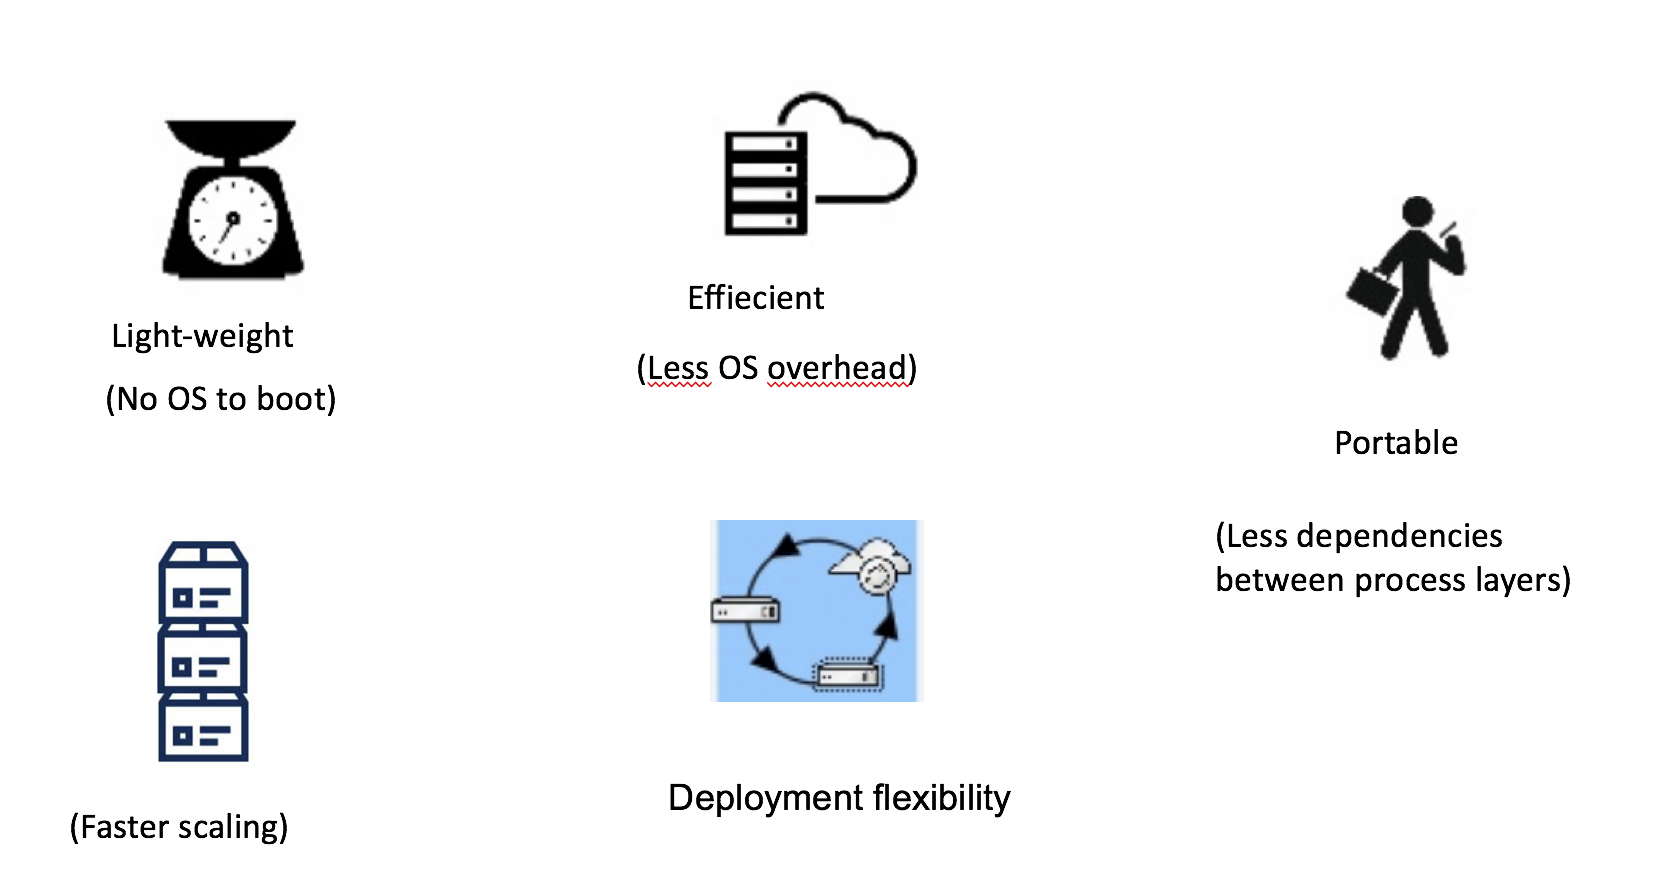 Light-weight
(No OS to boot)
Effiecient
(Less OS overhead)
Portable
(Less dependencies
between process layers)
(Faster scaling)
Deployment flexibility